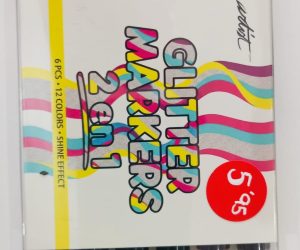 GLITTER
MARKERS
2 en 1
6 PCS • 12 COLORS • SHINE EFFECT
5'95